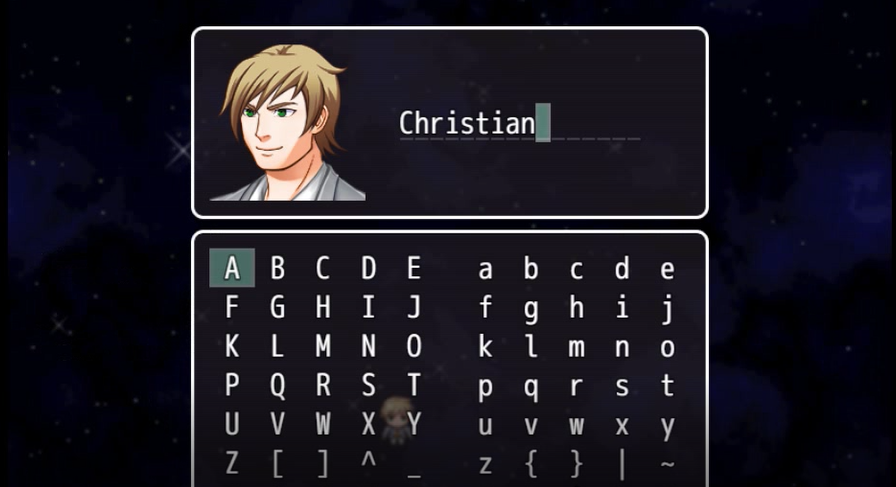 Christian
A B C D E a b c d e
F G H I J f g h i j
K L M N O k l m n o
P Q R S T p q r s t
U V W X Y u v w x y
Z [ ] ^ _ z { } | ~